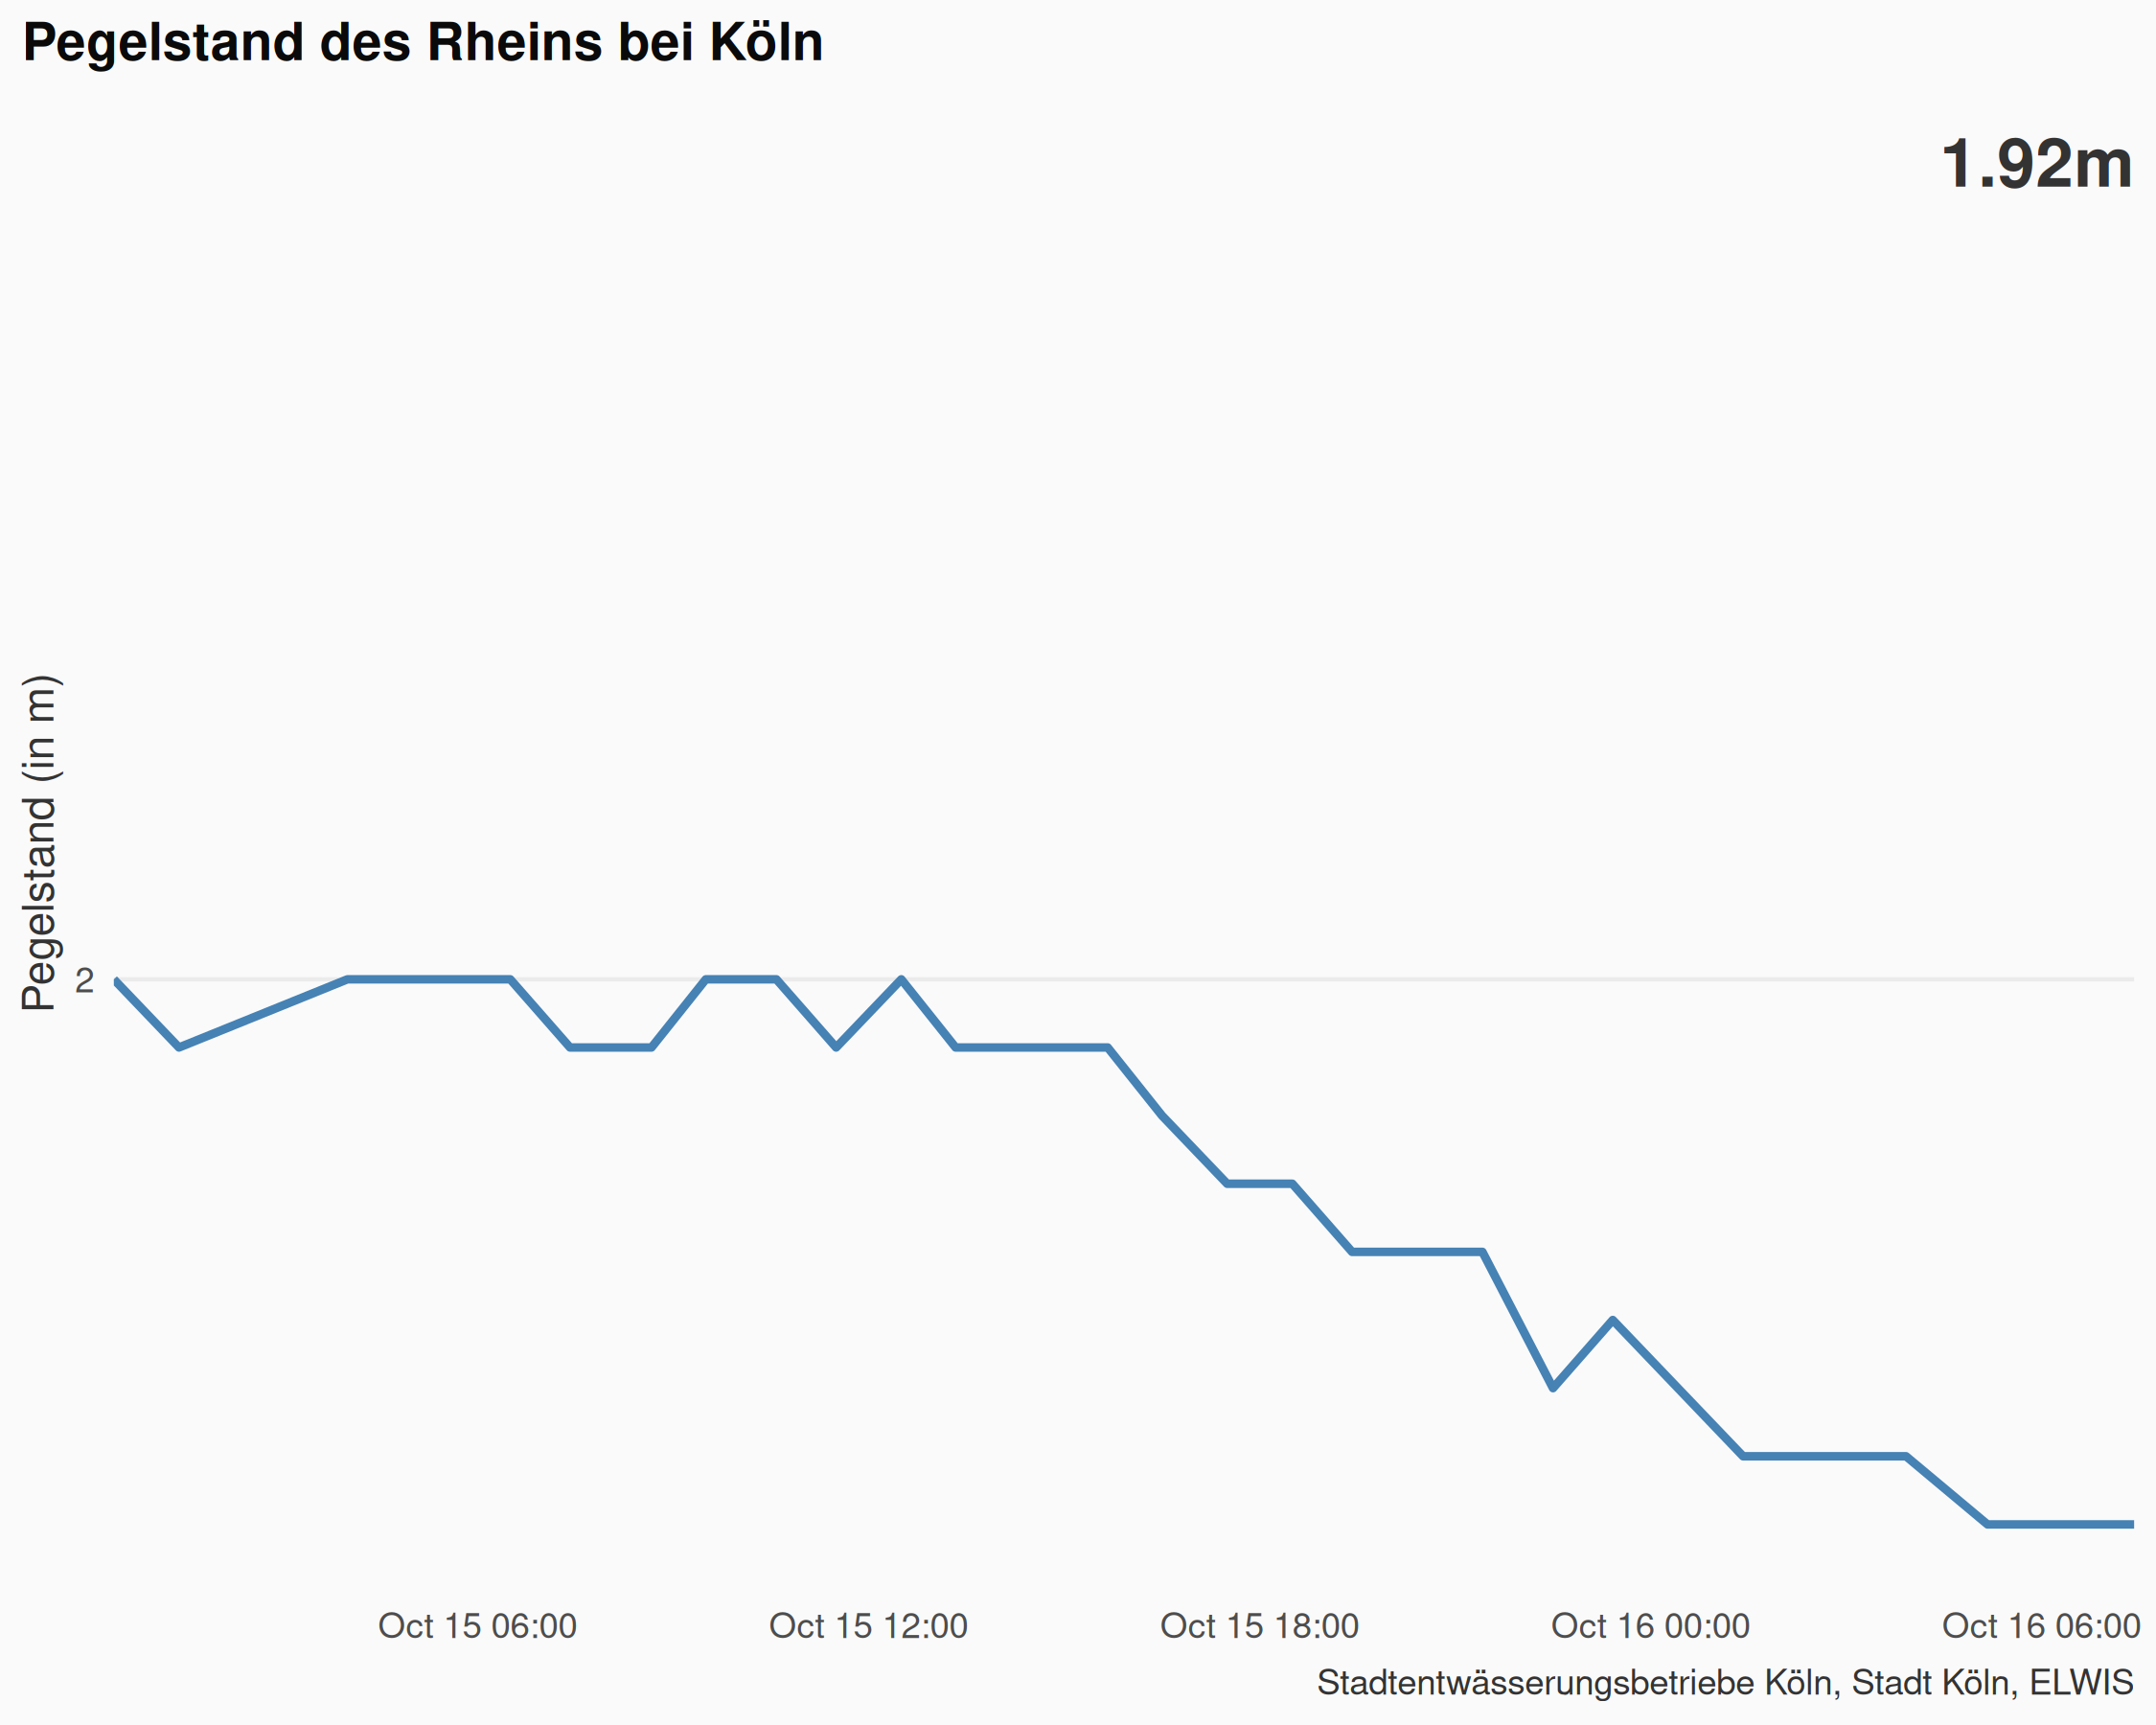 Pegelstand des Rheins bei Köln
1.92m
Pegelstand (in m)
2
Oct 15 06:00
Oct 15 12:00
Oct 15 18:00
Oct 16 00:00
Oct 16 06:00
Stadtentwässerungsbetriebe Köln, Stadt Köln, ELWIS